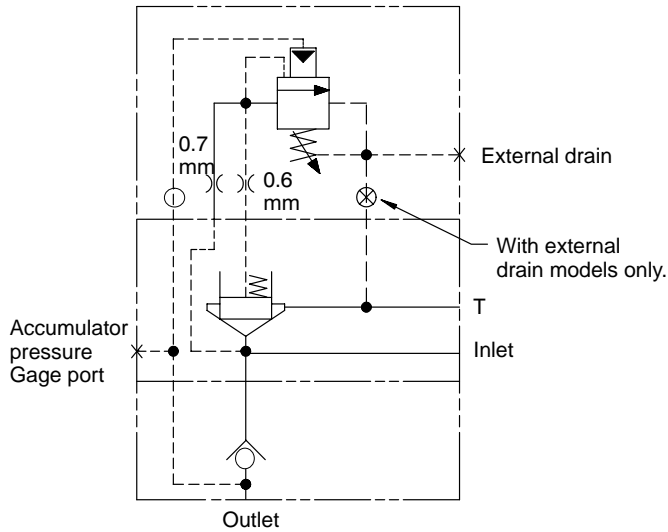 0.7
mm
0.6
mm
External drain
With external
drain models only.
T
Accumulator
pressure
Gage port
Inlet
Outlet